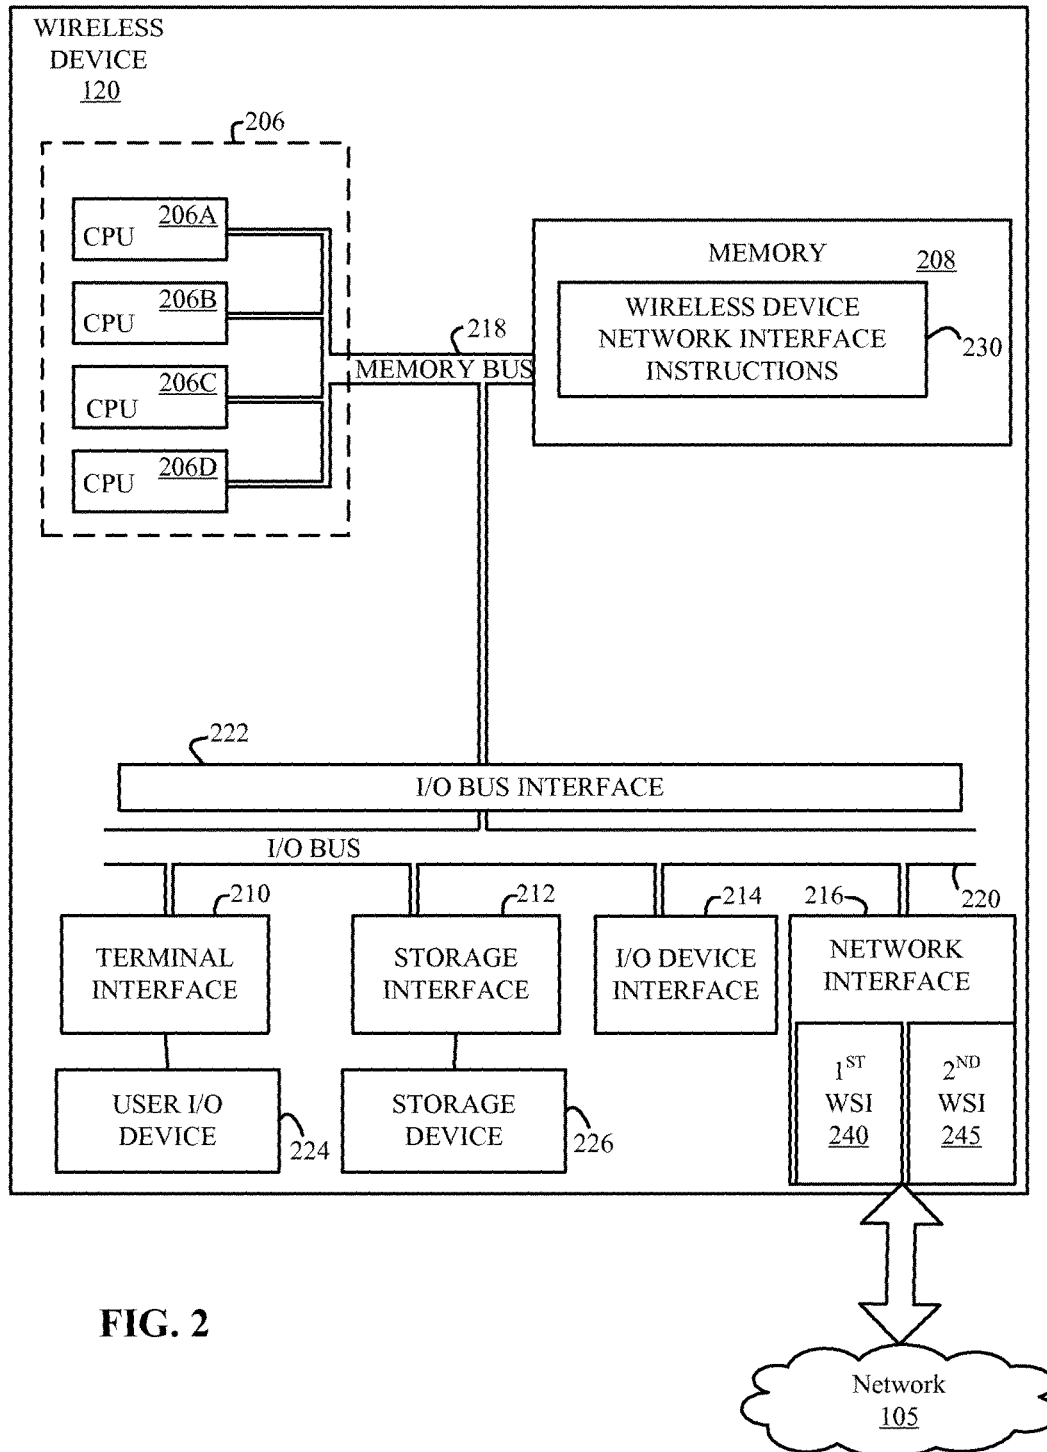 WIRELESS
DEVICE
120
206
206A
CPU
206B
CPU
206C
CPU
206D
CPU
218
MEMORY BUS
MEMORY
208
WIRELESS DEVICE
NETWORK INTERFACE
INSTRUCTIONS
230
222
I/O BUS INTERFACE
I/O BUS
220
210
TERMINAL
INTERFACE
212
STORAGE
INTERFACE
214
I/O DEVICE
INTERFACE
216
NETWORK
INTERFACE
USER I/O
DEVICE
224
STORAGE
DEVICE
226
1ST
WSI
240
2ND
WSI
245
FIG. 2
Network
105